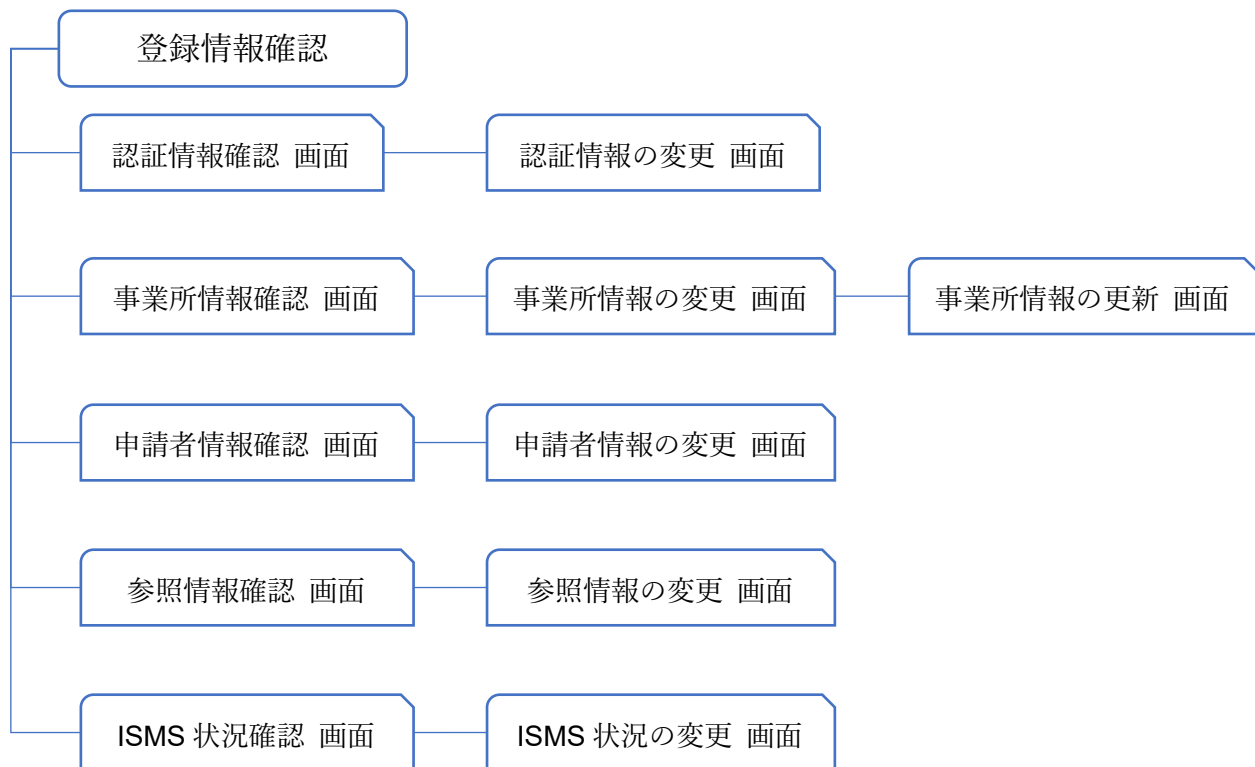 登録情報確認
認証情報確認 画面
認証情報の変更 画面
事業所情報確認 画面
事業所情報の変更 画面
事業所情報の更新 画面
申請者情報確認 画面
申請者情報の変更 画面
参照情報確認 画面
参照情報の変更 画面
ISMS 状況確認 画面
ISMS 状況の変更 画面